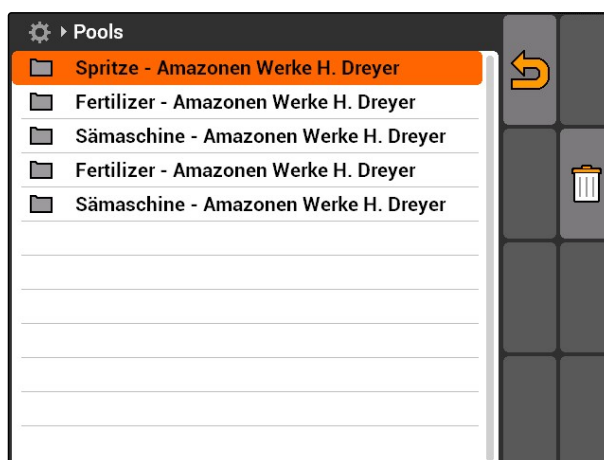 Pools
Spritze - Amazonen Werke H. Dreyer
Fertilizer - Amazonen Werke H. Dreyer
Sämaschine - Amazonen Werke H. Dreyer
Fertilizer - Amazonen Werke H. Dreyer
Sämaschine - Amazonen Werke H. Dreyer